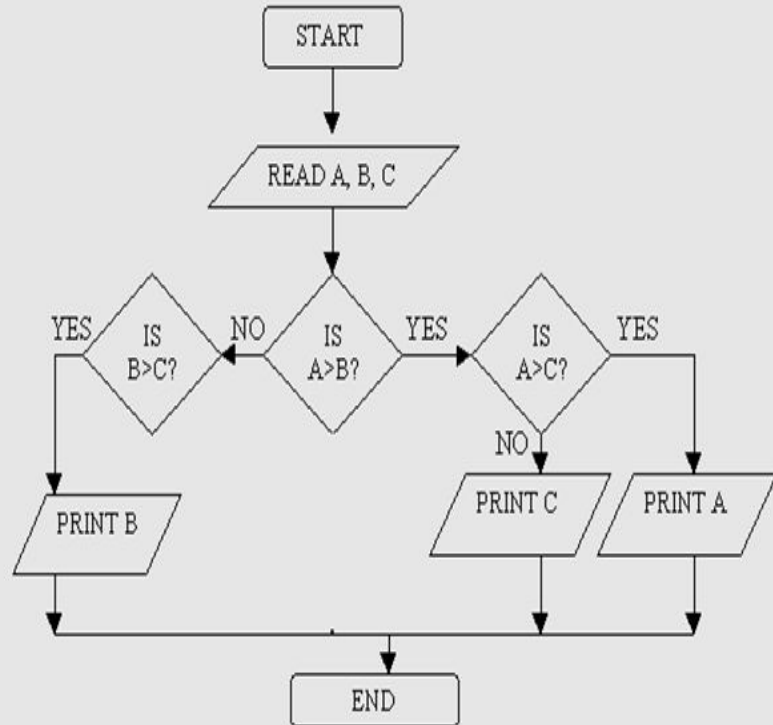 START
READ A, B, C
YES
IS
B>C?
NO
IS
A>B?
YES
IS
A>C?
YES
NO
PRINT B
PRINT C
PRINT A
END